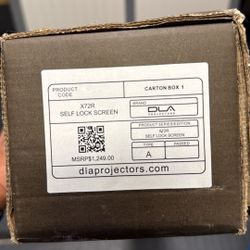 PRODUCT
CODE
CARTON BOX 1
X72R
SELF LOCK SCREEN
BRAND
DLA
PROJECTORS
PRODUCT SERIES EDITION
SELF LOCK SCREEN
TYPE
PASSED
A
MSRP$1,249.00
dlaprojectors.com